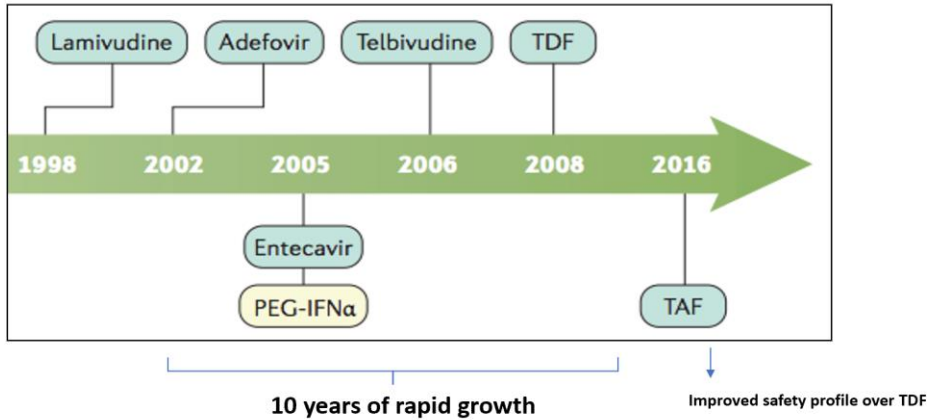 Lamivudine Adefovir Telbivudine TDF
1998 2002 2005 2006 2008 2016
Entecavir
PEG-IFNα TAF
10 years of rapid growth
Improved safety profile over TDF